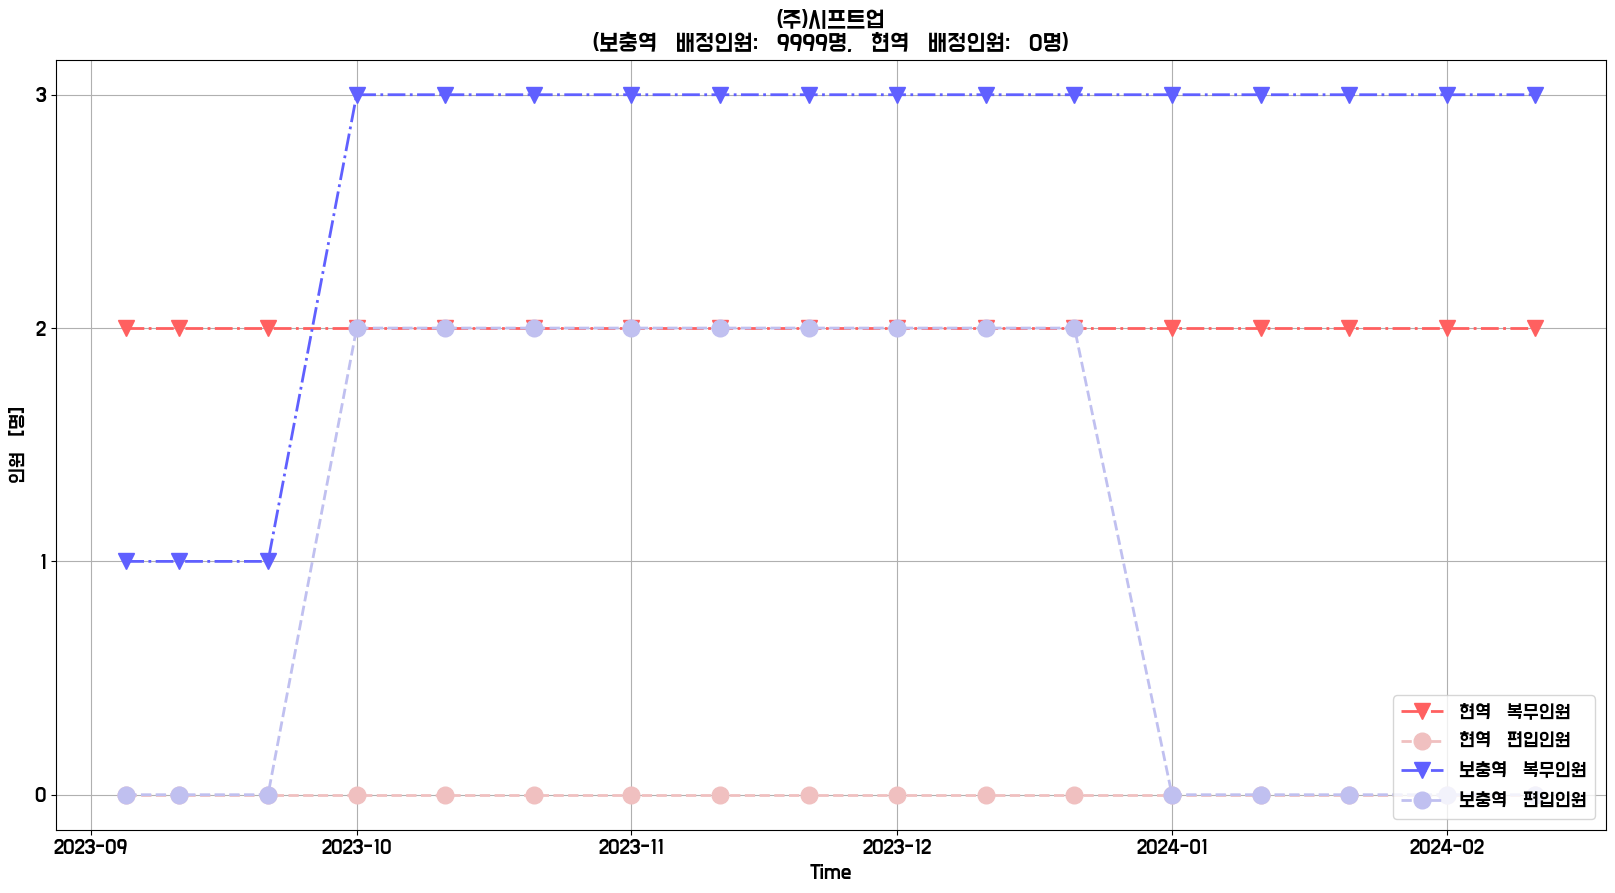 (주)시프트업
(보충역 배정인원: 9999명, 현역 배정인원: 0명)
인원 [명]
3
2
1
0
현역 복무인원
현역 편입인원
보충역 복무인원
보충역 편입인원
2023-09 2023-10 2023-11 2023-12 2024-01 2024-02
Time